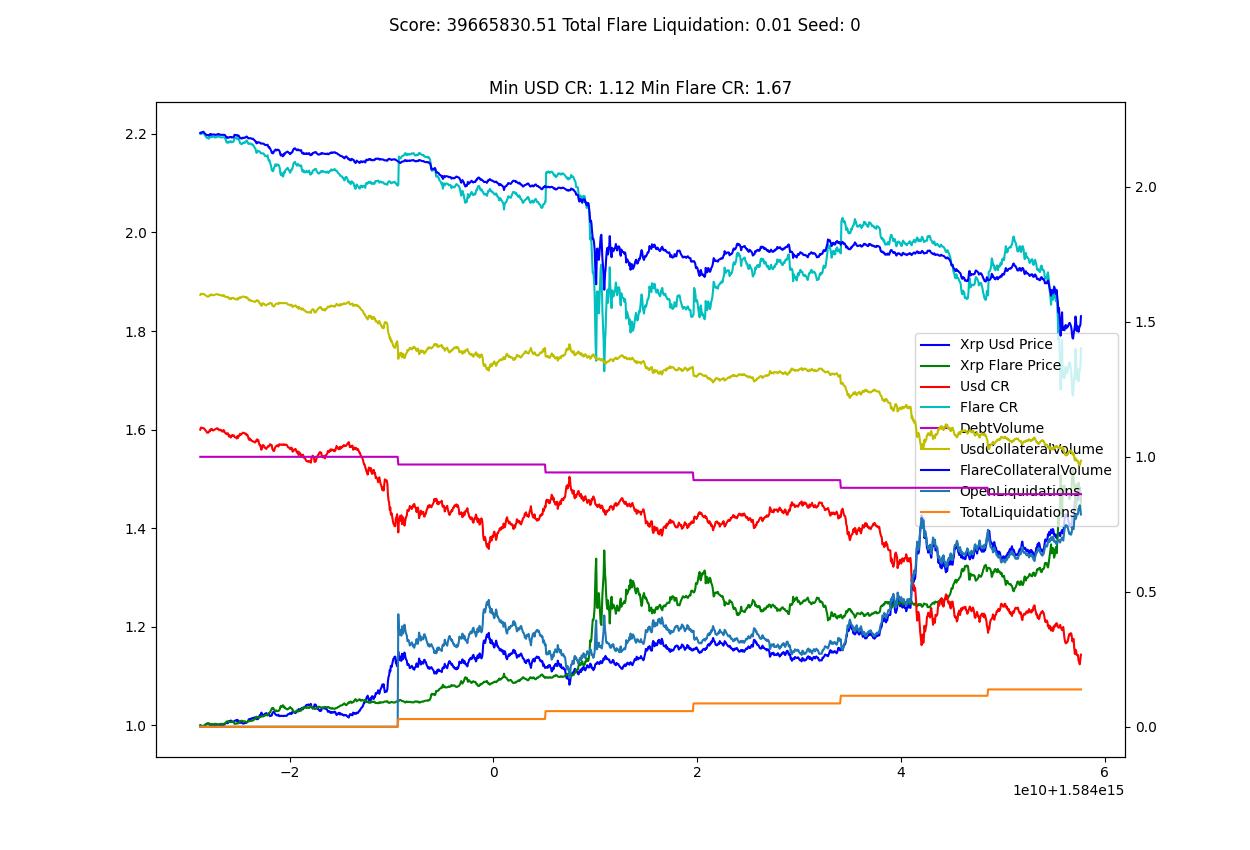 Score: 39665830.51 Total Flare Liquidation: 0.01 Seed: 0
Min USD CR: 1.12 Min Flare CR: 1.67
2.2
2.0
1.8
1.6
1.4
1.2
1.0
2.0
1.5
1.0
0.5
0.0
Xrp Usd Price
Xrp Flare Price
Usd CR
Flare CR
DebtVolume
UsdCollateralVolume
FlareCollateralVolume
OpenLiquidations
TotalLiquidations
−2
0
2
4
6
1e10+1.584e15